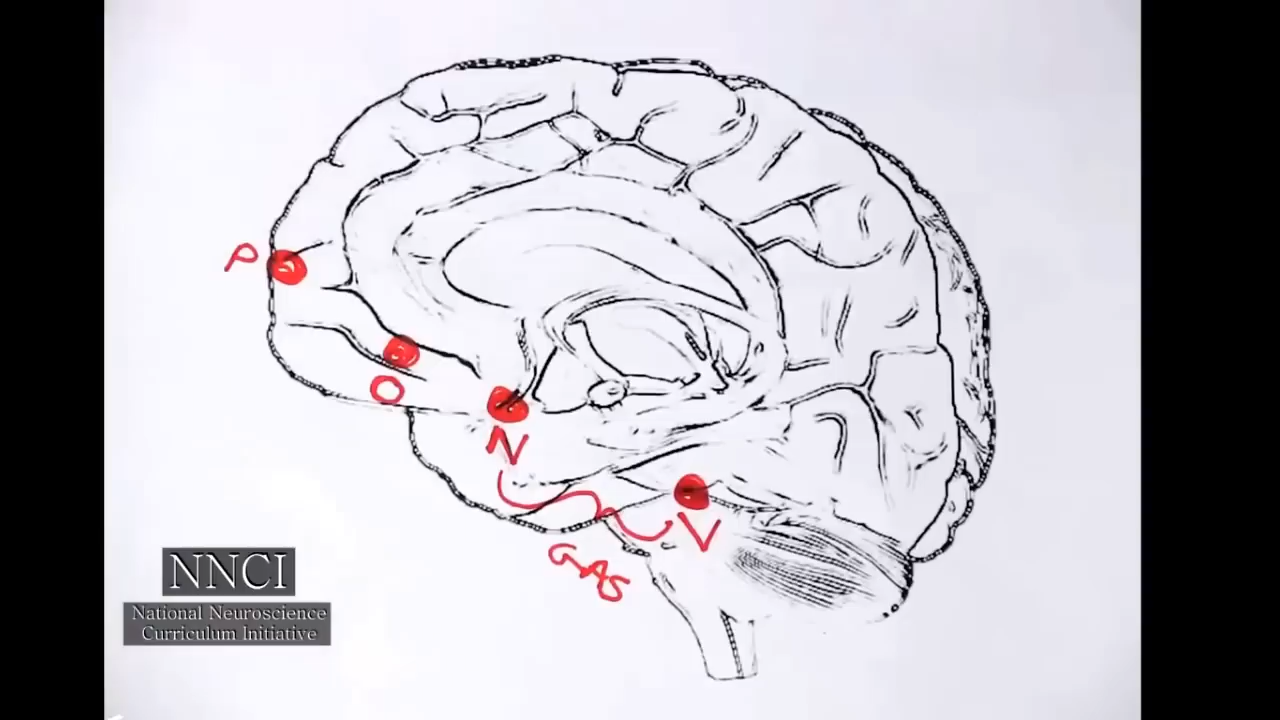 P
O
N
V
GAS
NNCI
National Neuroscience
Curriculum Initiative